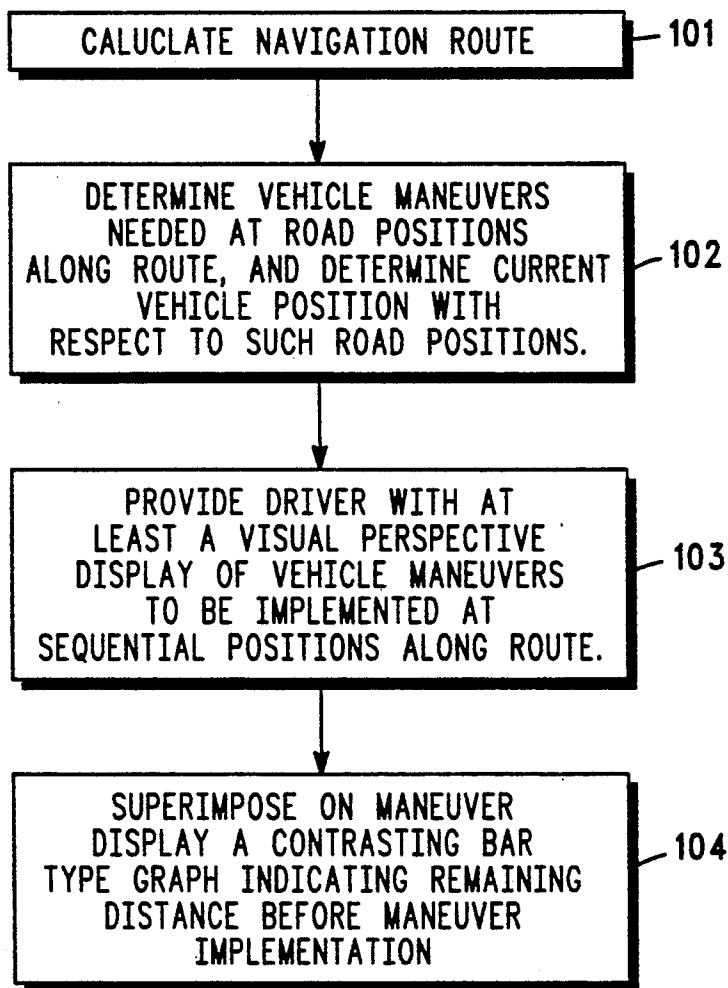 CALUCLATE NAVIGATION ROUTE
101
DETERMINE VEHICLE MANEUVERS
NEEDED AT ROAD POSITIONS
ALONG ROUTE, AND DETERMINE CURRENT
VEHICLE POSITION WITH
RESPECT TO SUCH ROAD POSITIONS.
102
PROVIDE DRIVER WITH AT
LEAST A VISUAL PERSPECTIVE
DISPLAY OF VEHICLE MANEUVERS
TO BE IMPLEMENTED AT
SEQUENTIAL POSITIONS ALONG ROUTE.
103
SUPERIMPOSE ON MANEUVER
DISPLAY A CONTRASTING BAR
TYPE GRAPH INDICATING REMAINING
DISTANCE BEFORE MANEUVER
IMPLEMENTATION
104